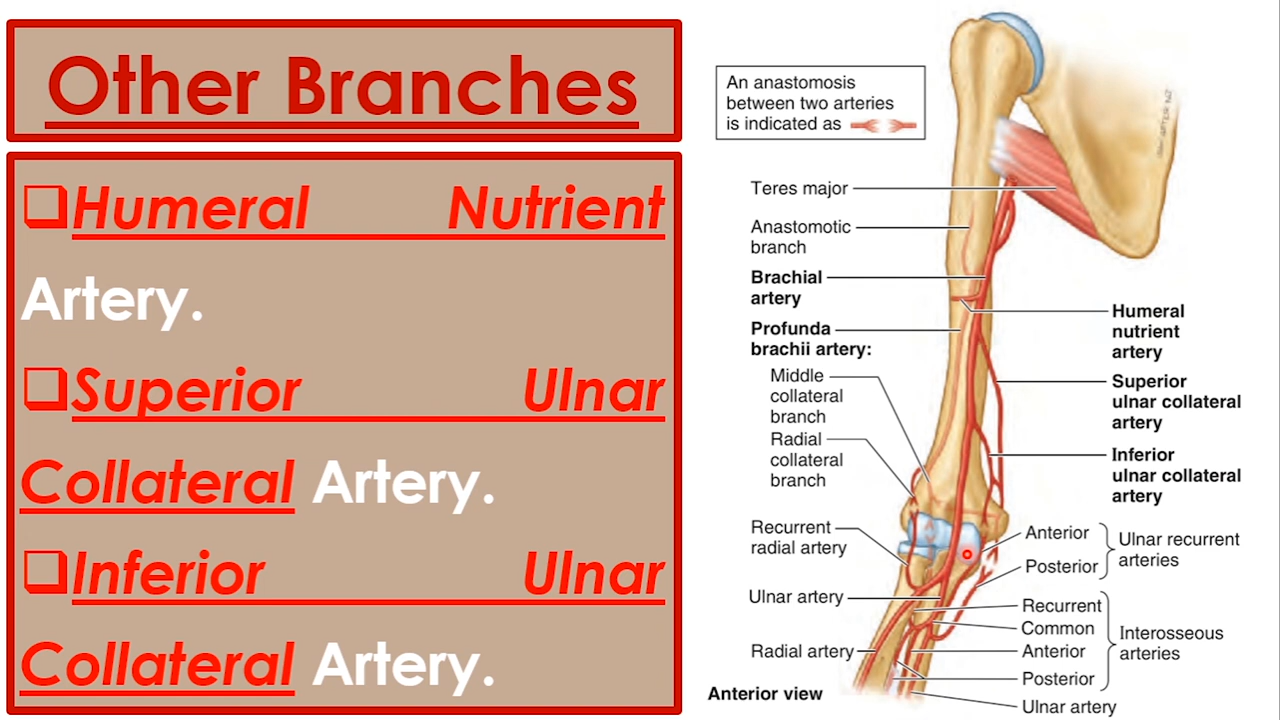 Other Branches
❑Humeral Nutrient
Artery.
❑Superior Ulnar
Collateral Artery.
❑Inferior Ulnar
Collateral Artery.
An anastomosis
between two arteries
is indicated as
Teres major
Anastomotic
branch
Brachial
artery
Profunda
brachii artery:
Middle
collateral
branch
Radial
collateral
branch
Recurrent
radial artery
Ulnar artery
Radial artery
Anterior view
Humeral
nutrient
artery
Superior
ulnar collateral
artery
Inferior
ulnar collateral
artery
Anterior
Posterior
Ulnar recurrent
arteries
Recurrent
Common
Anterior
Posterior
Interosseous
arteries
Ulnar artery